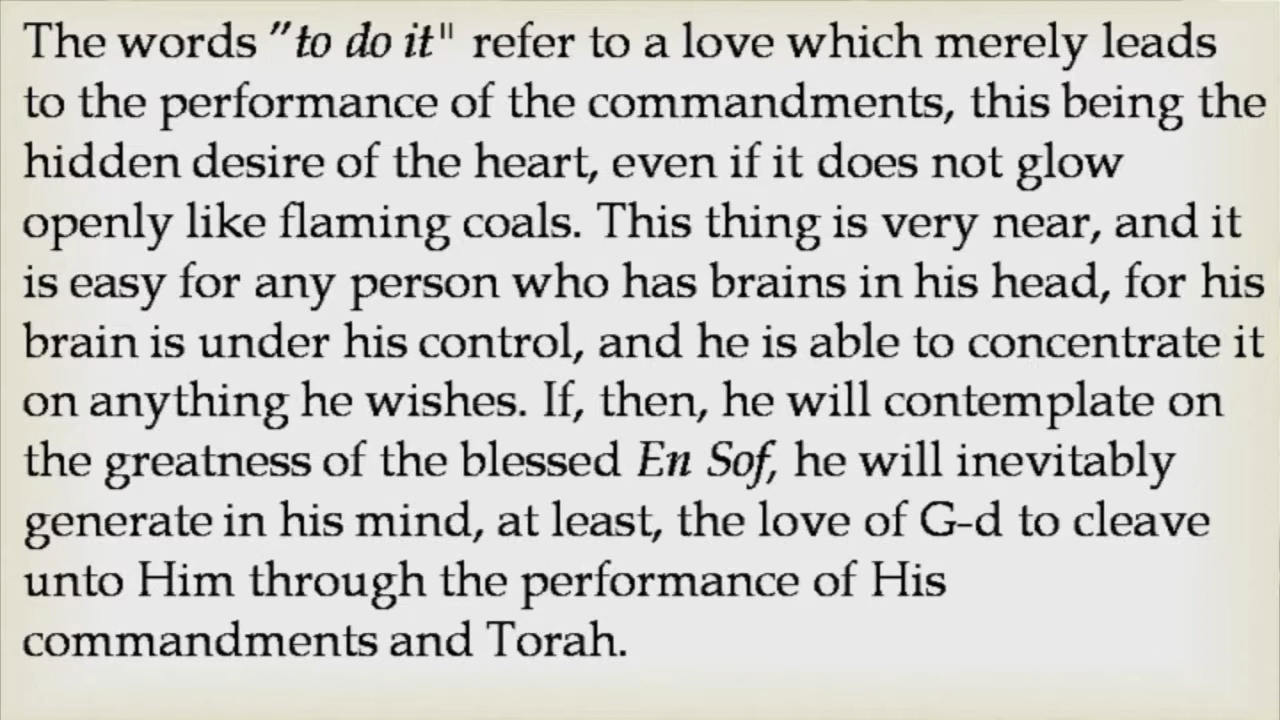 The words "to do it" refer to a love which merely leads
to the performance of the commandments, this being the
hidden desire of the heart, even if it does not glow
openly like flaming coals. This thing is very near, and it
is easy for any person who has brains in his head, for his
brain is under his control, and he is able to concentrate it
on anything he wishes. If, then, he will contemplate on
the greatness of the blessed En Sof, he will inevitably
generate in his mind, at least, the love of G-d to cleave
unto Him through the performance of His
commandments and Torah.